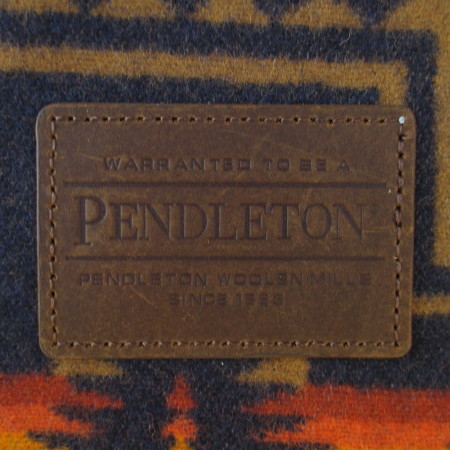 WARRANTED TO BE A
PENDLETON®
PENDLETON WOOLEN MILLS
SINCE 1863